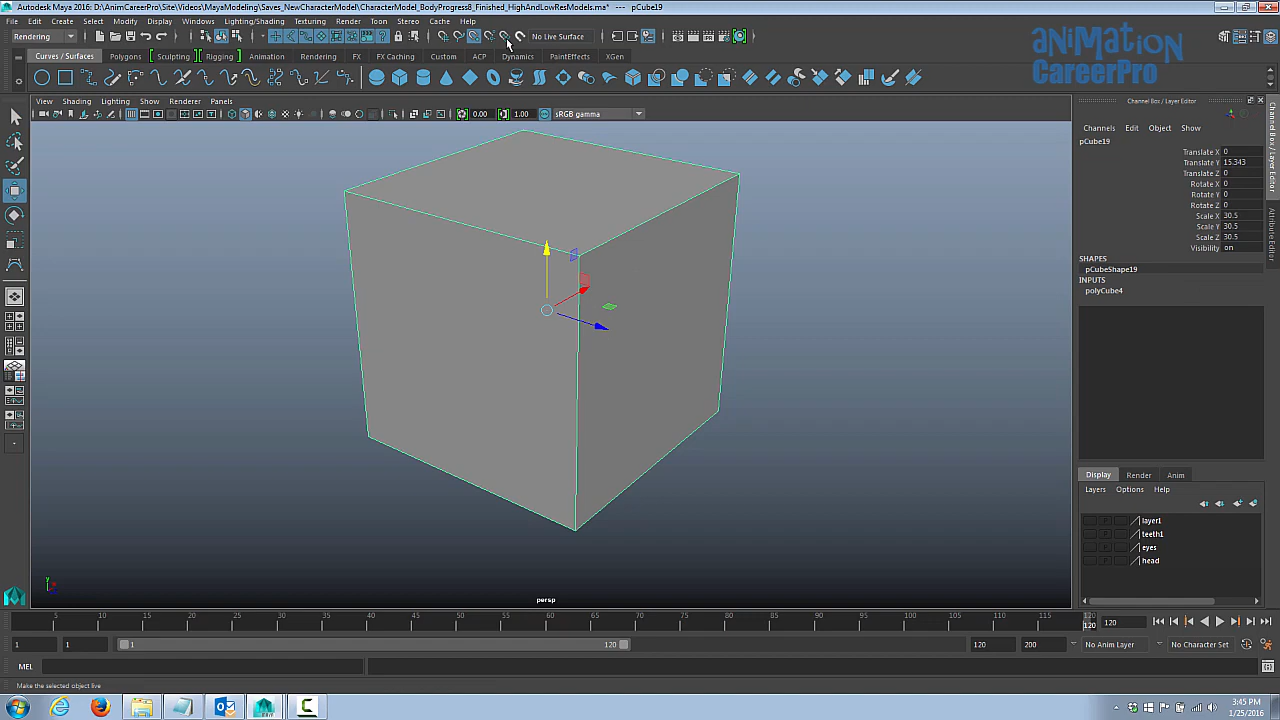 Autodesk Maya 2016: D:\AnimCareerPro\Site\Videos\MayaModeling\Saves_NewCharacterModel\CharacterModel_BodyProgress8_Finished_HighAndLowResModels.ma* --- pCube19
File Edit Create Select Modify Display Windows Lighting/Shading Texturing Render Toon Stereo Cache Help
Rendering No Live Surface
ANiMATION CAREERPRO
Curves / Surfaces Polygons Sculpting Rigging Animation Rendering FX FX Caching Custom ACP Dynamics PaintEffects XGen
View Shading Lighting Show Renderer Panels
0.00 1.00 sRGB gamma
Channel Box / Layer Editor
Channels Edit Object Show
pCube19
Translate X 0
Translate Y 15.343
Translate Z 0
Rotate X 0
Rotate Y 0
Rotate Z 0
Scale X 30.5
Scale Y 30.5
Scale Z 30.5
Visibility on
SHAPES
pCubeShape19
INPUTS
polyCube4
Channel Box / Layer Editor
Attribute Editor
Display Render Anim
Layers Options Help
layer1
teeth1
eyes
head
y
persp
5 10 15 20 25 30 35 40 45 50 55 60 65 70 75 80 85 90 95 100 105 110 115 120
120 120
1 1 1 120 120 200 No Anim Layer No Character Set
MEL
Make the selected object live
3:45 PM
1/25/2016